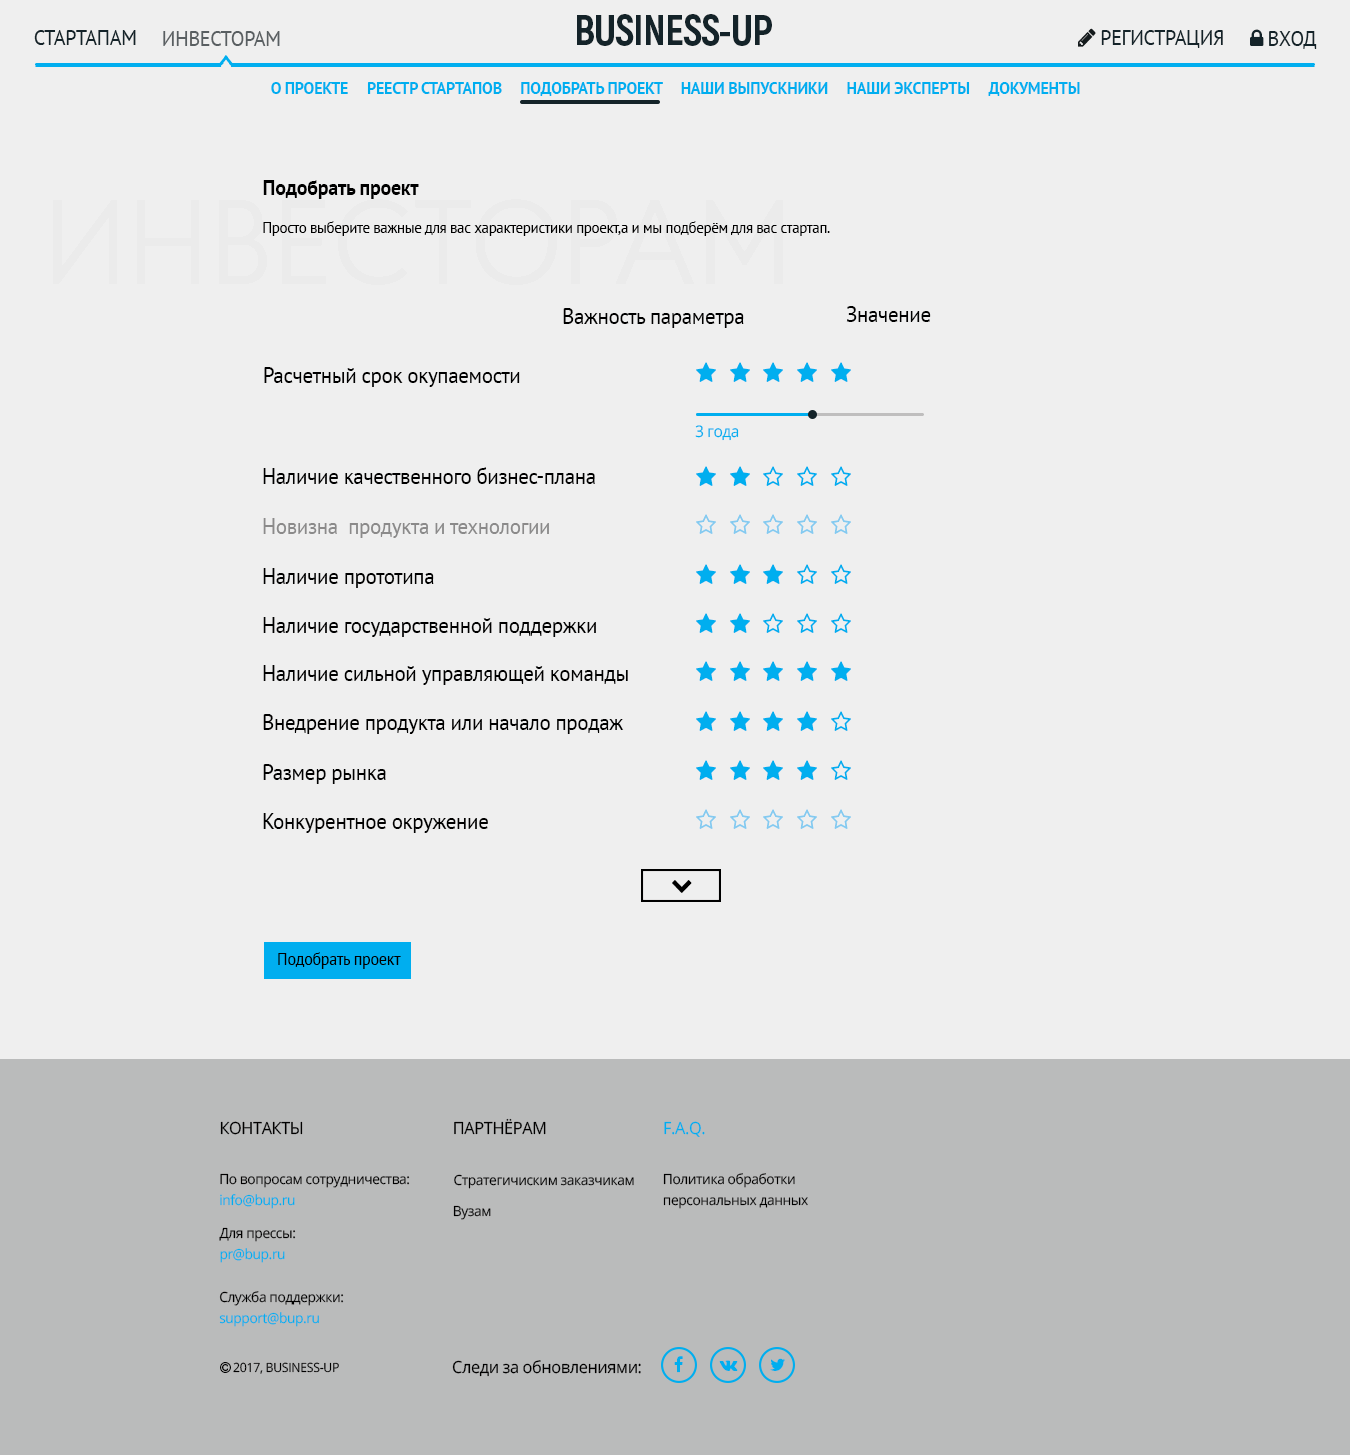 СТАРТАПАМ
ИНВЕСТОРАМ
BUSINESS-UP
РЕГИСТРАЦИЯ
ВХОД
О ПРОЕКТЕ
РЕЕСТР СТАРТАПОВ
ПОДОБРАТЬ ПРОЕКТ
НАШИ ВЫПУСКНИКИ
НАШИ ЭКСПЕРТЫ
ДОКУМЕНТЫ
ИНВЕСТОРАМ
Подобрать проект
Просто выберите важные для вас характеристики проект,а и мы подберём для вас стартап.
Важность параметра
Значение
Расчетный срок окупаемости
3 года
Наличие качественного бизнес-плана
Новизна продукта и технологии
Наличие прототипа
Наличие государственной поддержки
Наличие сильной управляющей команды
Внедрение продукта или начало продаж
Размер рынка
Конкурентное окружение
Подобрать проект
КОНТАКТЫ
ПАРТНЁРАМ
F.A.Q.
По вопросам сотрудничества:
info@bup.ru
Для прессы:
pr@bup.ru
Служба поддержки:
support@bup.ru
Стратегичиским заказчикам
Вузам
Политика обработки
персональных данных
© 2017, BUSINESS-UP
Следи за обновлениями: